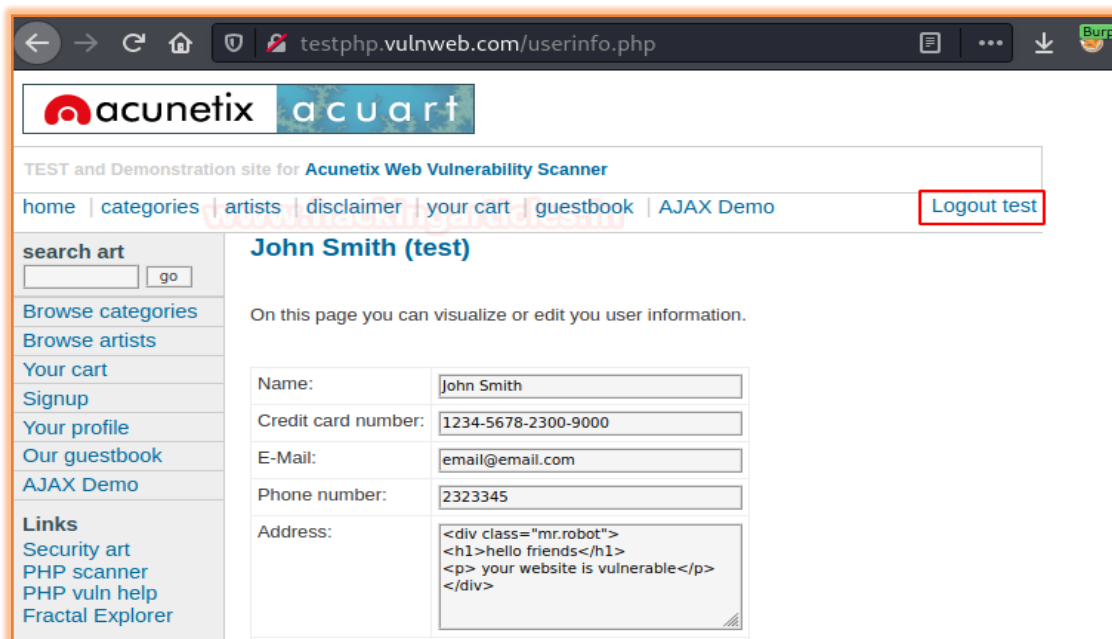 testphp.vulnweb.com/userinfo.php
Burp
acunetix acuart
TEST and Demonstration site for Acunetix Web Vulnerability Scanner
home | categories | artists | disclaimer | your cart | guestbook | AJAX Demo
Logout test
www.hackingarticles.in
search art
go
Browse categories
Browse artists
Your cart
Signup
Your profile
Our guestbook
AJAX Demo
Links
Security art
PHP scanner
PHP vuln help
Fractal Explorer
John Smith (test)
On this page you can visualize or edit you user information.
Name: John Smith
Credit card number: 1234-5678-2300-9000
E-Mail: email@email.com
Phone number: 2323345
Address: <div class="mr.robot">
<h1>hello friends</h1>
<p> your website is vulnerable</p>
</div>